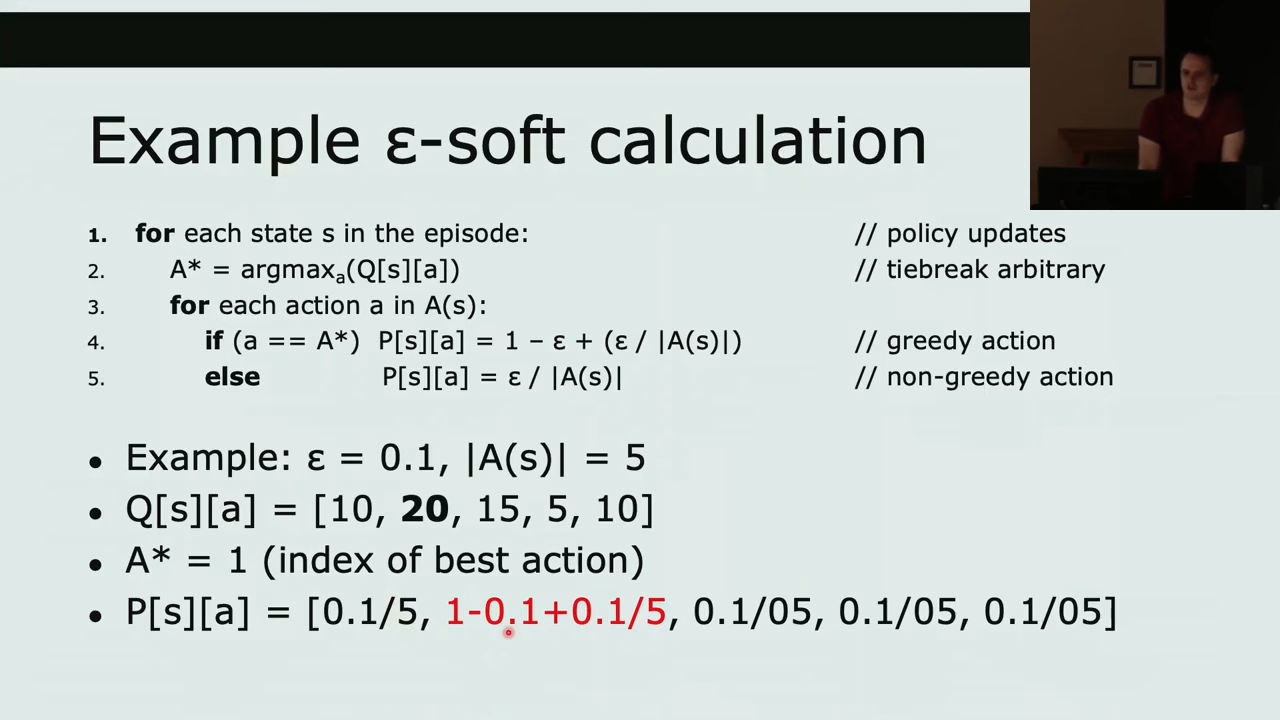 Example ε-soft calculation
1. for each state s in the episode: // policy updates
2. A* = argmaxₐ(Q[s][a]) // tiebreak arbitrary
3. for each action a in A(s):
4. if (a == A*) P[s][a] = 1 – ε + (ε / |A(s)|) // greedy action
5. else P[s][a] = ε / |A(s)| // non-greedy action
• Example: ε = 0.1, |A(s)| = 5
• Q[s][a] = [10, 20, 15, 5, 10]
• A* = 1 (index of best action)
• P[s][a] = [0.1/5, 1-0.1+0.1/5, 0.1/05, 0.1/05, 0.1/05]